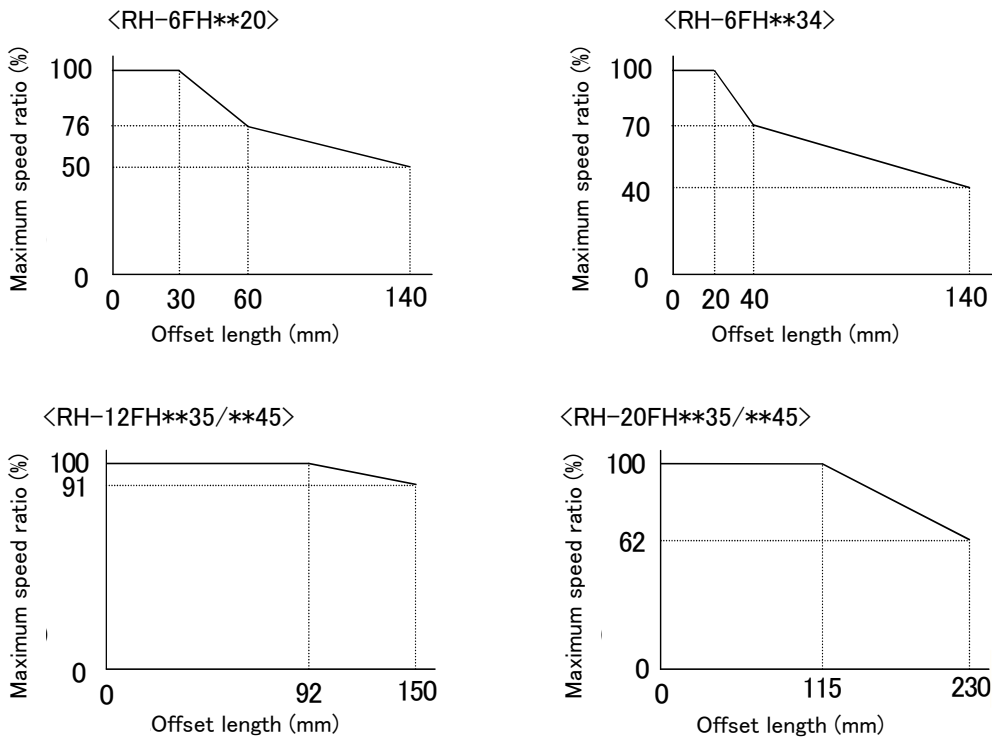 <RH-6FH**20>
Maximum speed ratio (%)
100
76
50
0
0 30 60 140
Offset length (mm)
<RH-6FH**34>
Maximum speed ratio (%)
100
70
40
0
0 20 40 140
Offset length (mm)
<RH-12FH**35/**45>
Maximum speed ratio (%)
100
91
0
0 92 150
Offset length (mm)
<RH-20FH**35/**45>
Maximum speed ratio (%)
100
62
0
0 115 230
Offset length (mm)